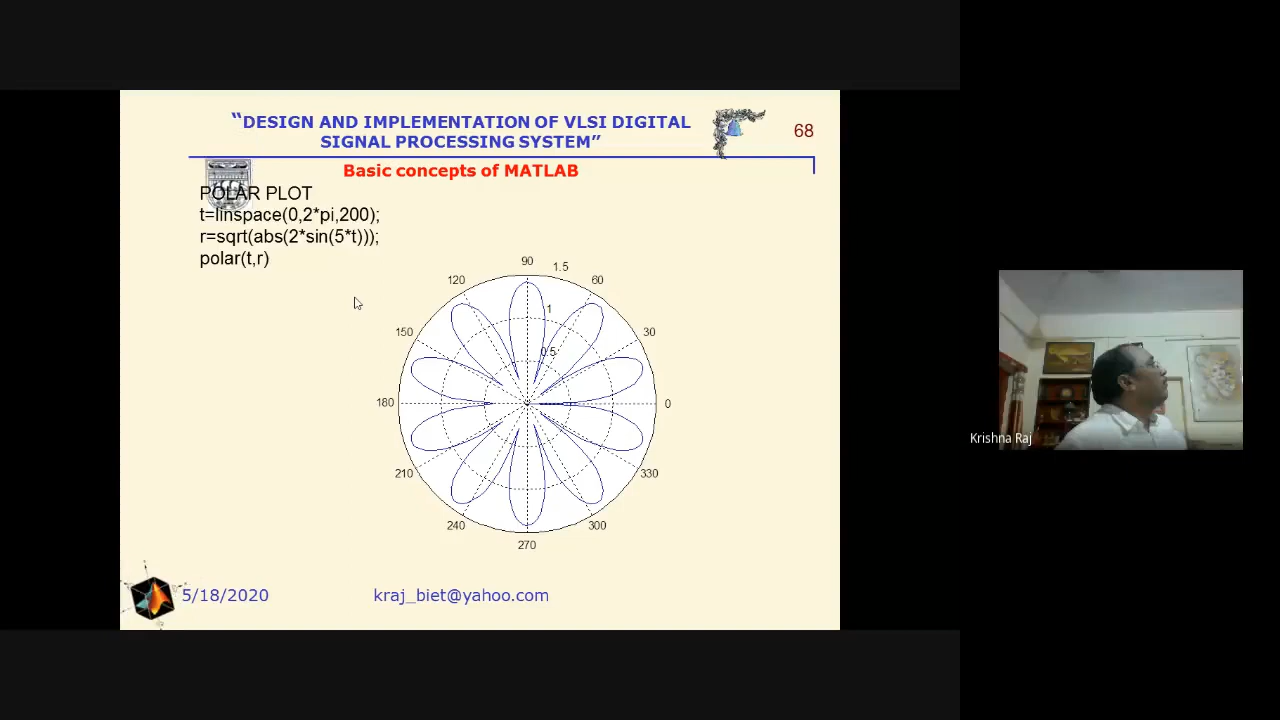 “DESIGN AND IMPLEMENTATION OF VLSI DIGITAL
SIGNAL PROCESSING SYSTEM”
68
Basic concepts of MATLAB
POLAR PLOT
t=linspace(0,2*pi,200);
r=sqrt(abs(2*sin(5*t)));
polar(t,r)
90
1.5
120
60
1
150
30
0.5
180
0
210
330
240
300
270
Krishna Raj
5/18/2020
kraj_biet@yahoo.com